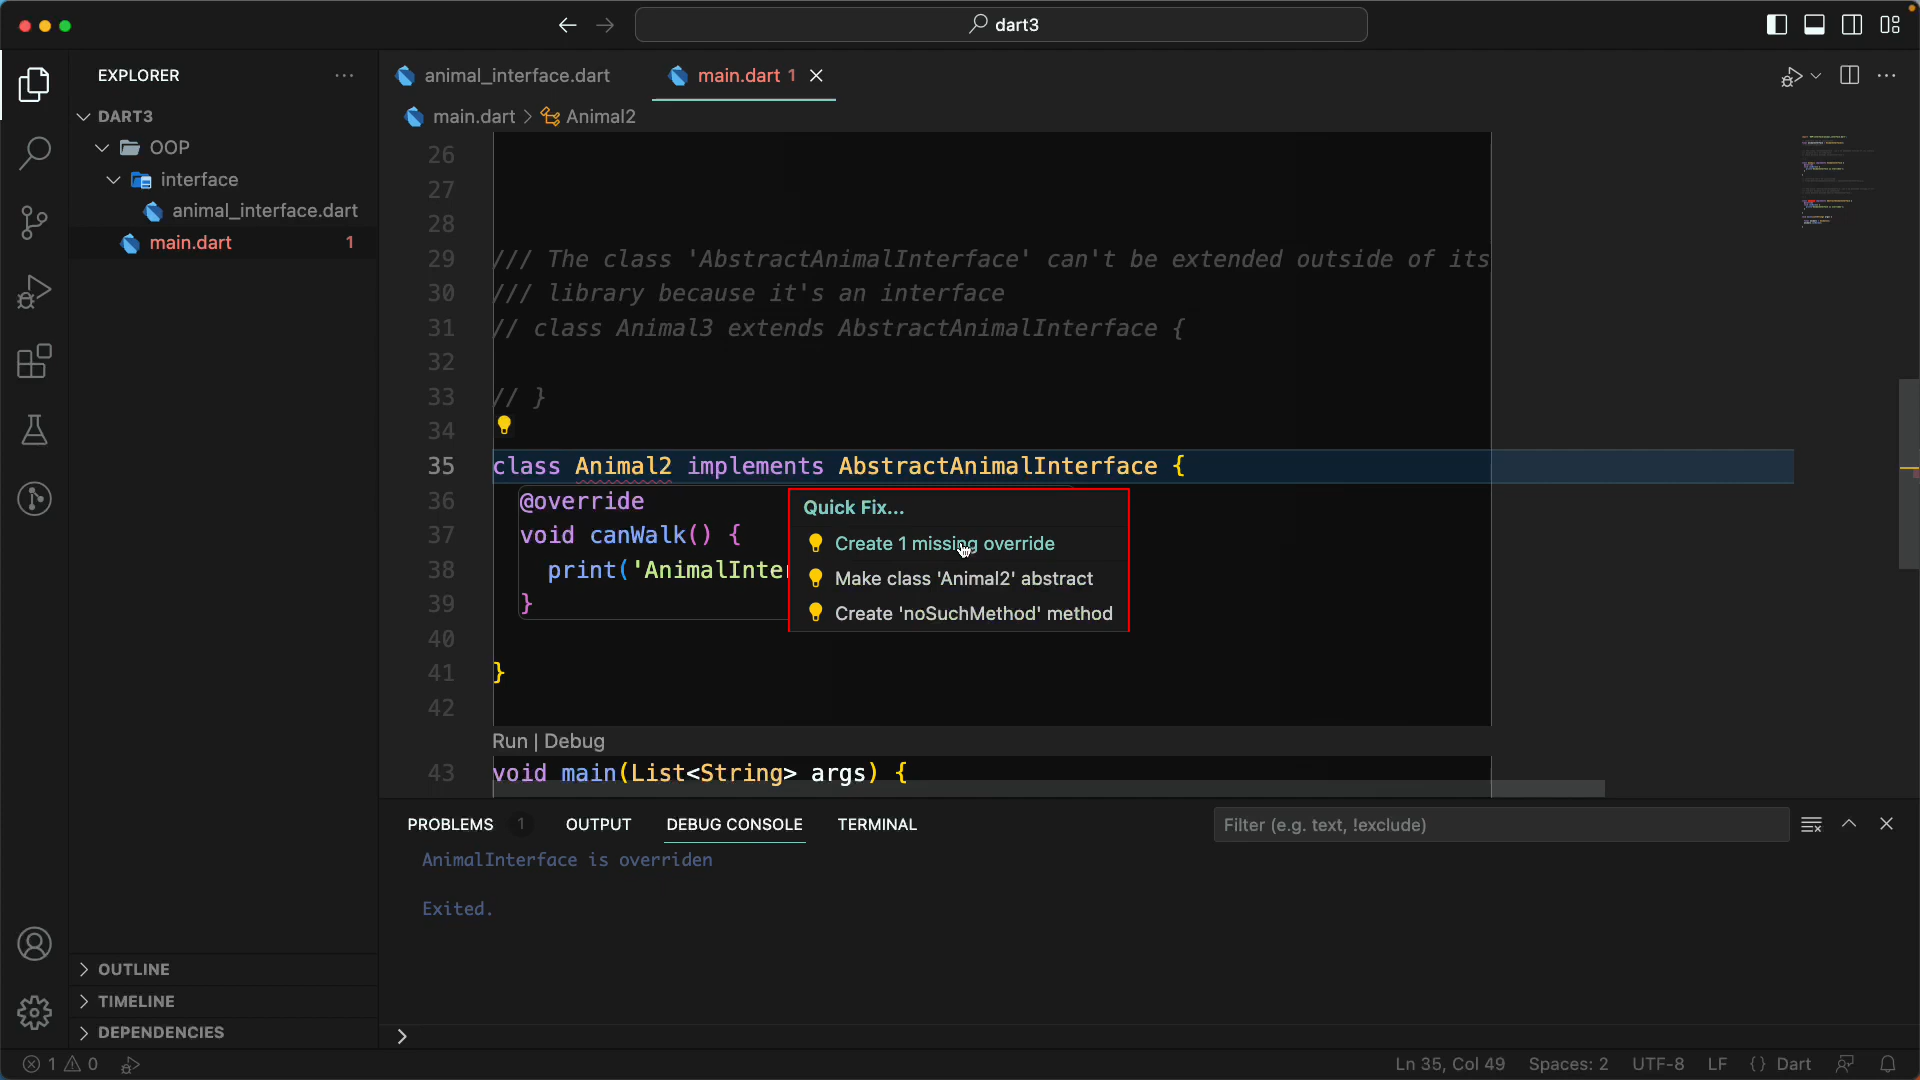 dart3
EXPLORER
animal_interface.dart
main.dart 1
DART3
main.dart
Animal2
OOP
interface
animal_interface.dart
main.dart 1
26
27
28
29 /// The class 'AbstractAnimalInterface' can't be extended outside of its
30 /// library because it's an interface
31 // class Animal3 extends AbstractAnimalInterface {
32
33 // }
34
35 class Animal2 implements AbstractAnimalInterface {
36 @override
37 void canWalk() {
38 print('AnimalInte
39 }
40
41 }
42
Quick Fix...
Create 1 missing override
Make class 'Animal2' abstract
Create 'noSuchMethod' method
Run | Debug
43 void main(List<String> args) {
PROBLEMS 1 OUTPUT DEBUG CONSOLE TERMINAL
Filter (e.g. text, !exclude)
AnimalInterface is overriden
Exited.
OUTLINE
TIMELINE
DEPENDENCIES
1 0
Ln 35, Col 49 Spaces: 2 UTF-8 LF {} Dart